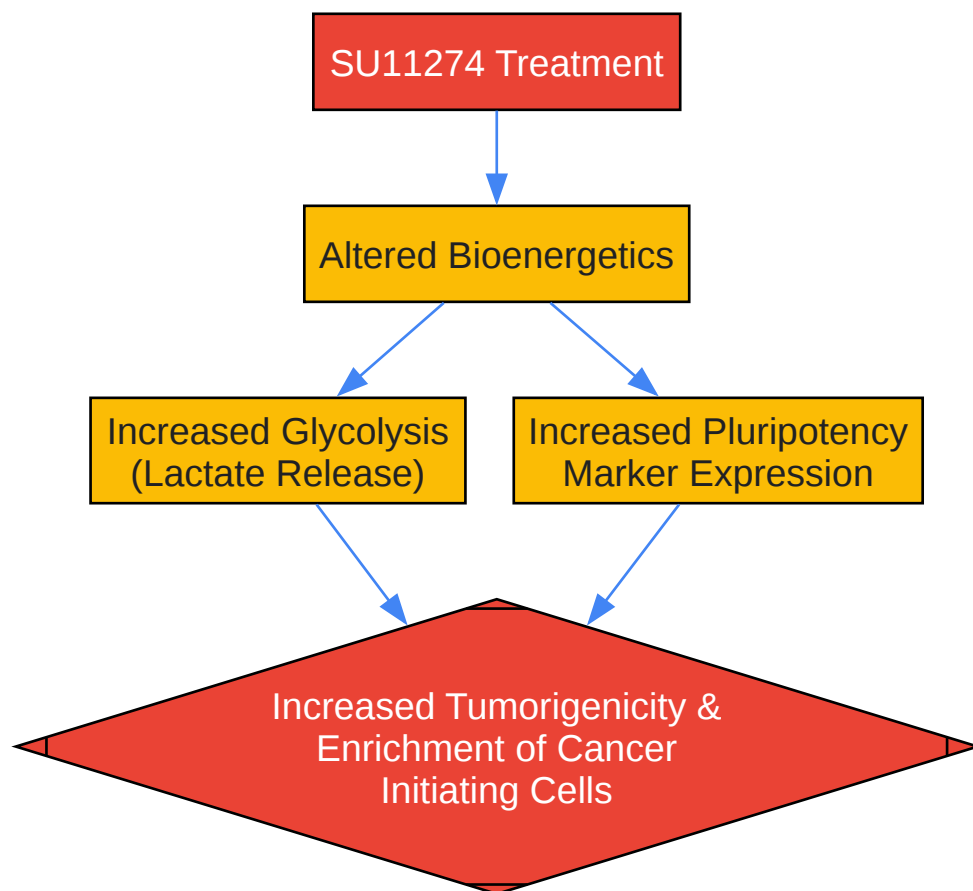 SU11274 Treatment
Altered Bioenergetics
Increased Glycolysis
(Lactate Release)
Increased Pluripotency
Marker Expression
Increased Tumorigenicity &
Enrichment of Cancer
Initiating Cells